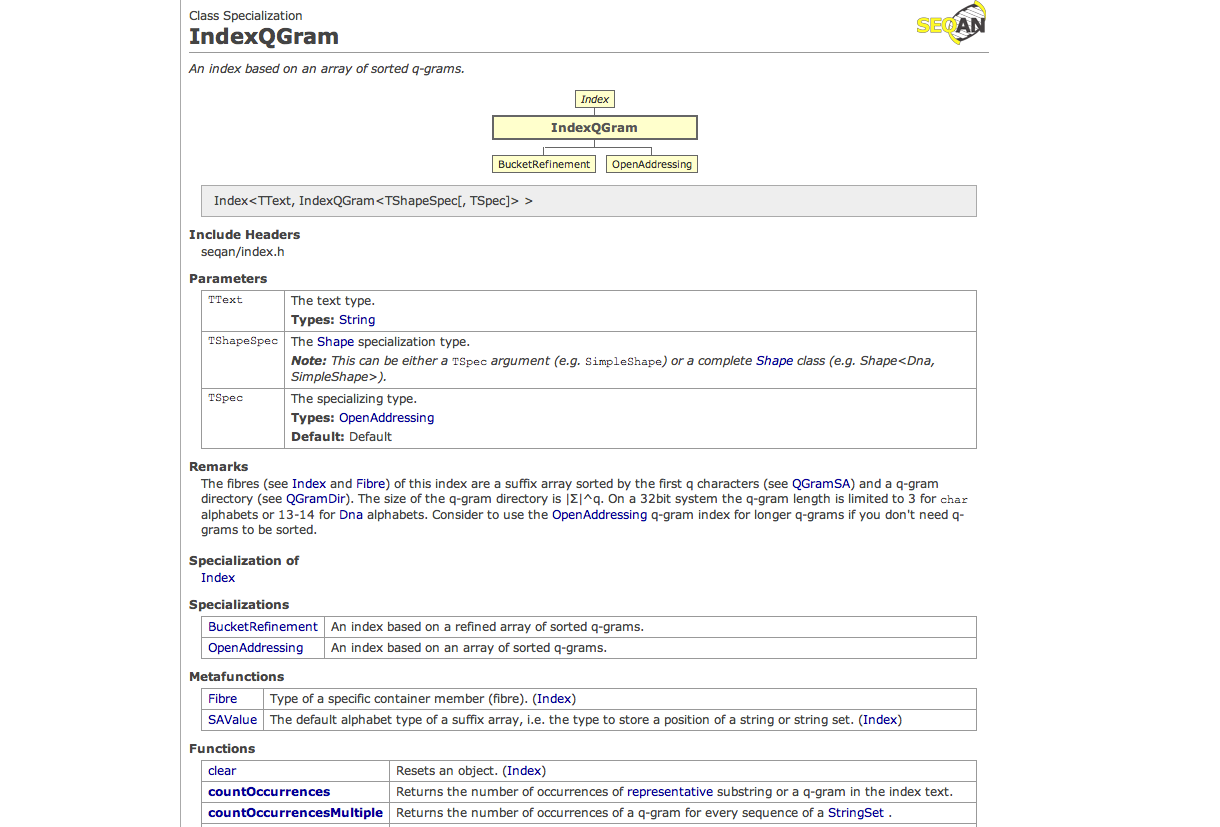 Class Specialization
IndexQGram
SEQAN
An index based on an array of sorted q-grams.
Index
IndexQGram
BucketRefinement OpenAddressing
Index<TText, IndexQGram<TShapeSpec[, TSpec]> >
Include Headers
seqan/index.h
Parameters
TText The text type.
Types: String
TShapeSpec The Shape specialization type.
Note: This can be either a TSpec argument (e.g. SimpleShape) or a complete Shape class (e.g. Shape<Dna,
SimpleShape>).
TSpec The specializing type.
Types: OpenAddressing
Default: Default
Remarks
The fibres (see Index and Fibre) of this index are a suffix array sorted by the first q characters (see QGramSA) and a q-gram
directory (see QGramDir). The size of the q-gram directory is |Σ|^q. On a 32bit system the q-gram length is limited to 3 for char
alphabets or 13-14 for Dna alphabets. Consider to use the OpenAddressing q-gram index for longer q-grams if you don't need q-
grams to be sorted.
Specialization of
Index
Specializations
BucketRefinement An index based on a refined array of sorted q-grams.
OpenAddressing An index based on an array of sorted q-grams.
Metafunctions
Fibre Type of a specific container member (fibre). (Index)
SAValue The default alphabet type of a suffix array, i.e. the type to store a position of a string or string set. (Index)
Functions
clear Resets an object. (Index)
countOccurrences Returns the number of occurrences of representative substring or a q-gram in the index text.
countOccurrencesMultiple Returns the number of occurrences of a q-gram for every sequence of a StringSet .